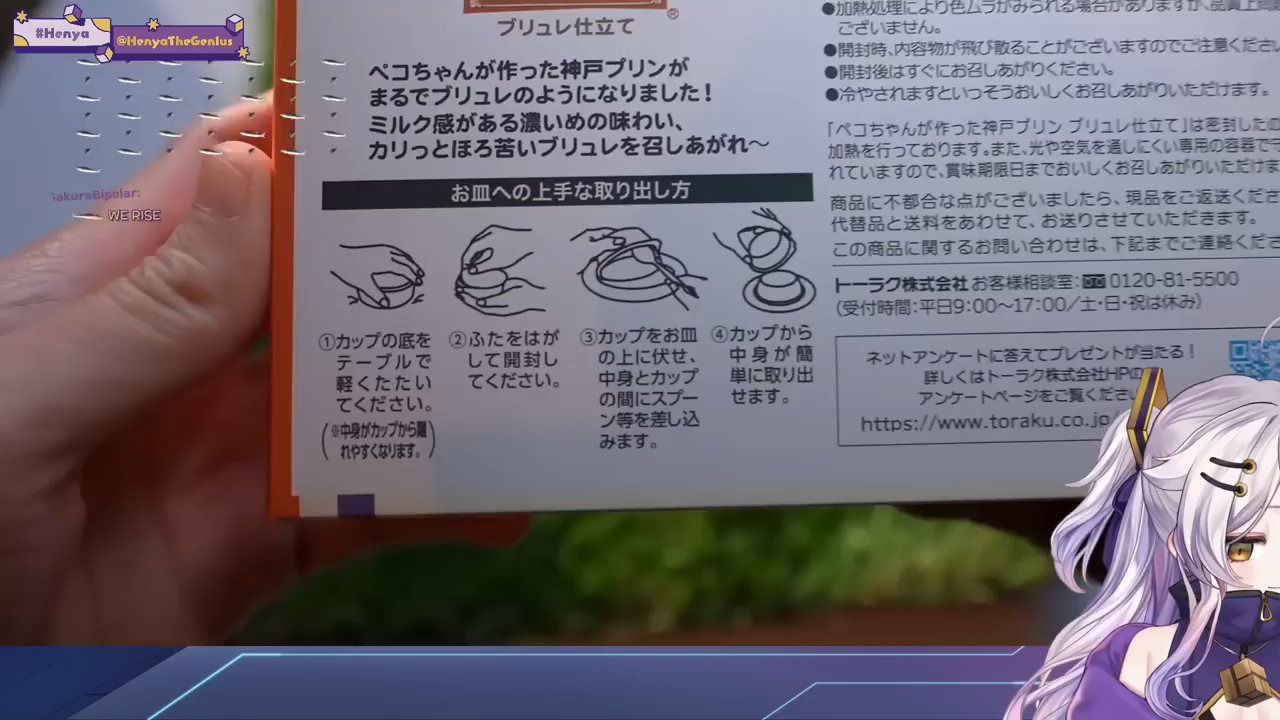 #Henya
@HenyaTheGenius
SakuraBipolar:
WE RISE
ブリュレ仕立て
®
ペコちゃんが作った神戸プリンが
まるでブリュレのようになりました!
ミルク感がある濃いめの味わい、
カリっとほろ苦いブリュレを召しあがれ〜
お皿への上手な取り出し方
①カップの底を
テーブルで
軽くたたい
てください。
(※中身がカップから離
れやすくなります。)
②ふたをはが
して開封し
てください。
③カップをお皿
の上に伏せ、
中身とカップ
の間にスプー
ン等を差し込
みます。
④カップから
中身が簡
単に取り出
せます。
●加熱処理により色ムラがみられる場合がありますが、品質上問
ございません。
●開封時、内容物が飛び散ることがございますのでご注意くださ
●開封後はすぐにお召しあがりください。
●冷やされますといっそうおいしくお召しあがりいただけます。
「ペコちゃんが作った神戸プリン ブリュレ仕立て」は密封した
加熱を行っております。また、光や空気を通しにくい専用の容器で
れていますので、賞味期限日までおいしくお召しあがりいただけま
商品に不都合な点がございましたら、現品をご返送くださ
代替品と送料をあわせて、お送りさせていただきます。
この商品に関するお問い合わせは、下記までご連絡くださ
トーラク株式会社 お客様相談室: 0120-81-5500
(受付時間:平日9:00〜17:00/土・日・祝は休み)
ネットアンケートに答えてプレゼントが当たる!
詳しくはトーラク株式会社HPの
アンケートページをご覧くださ
https://www.toraku.co.jp